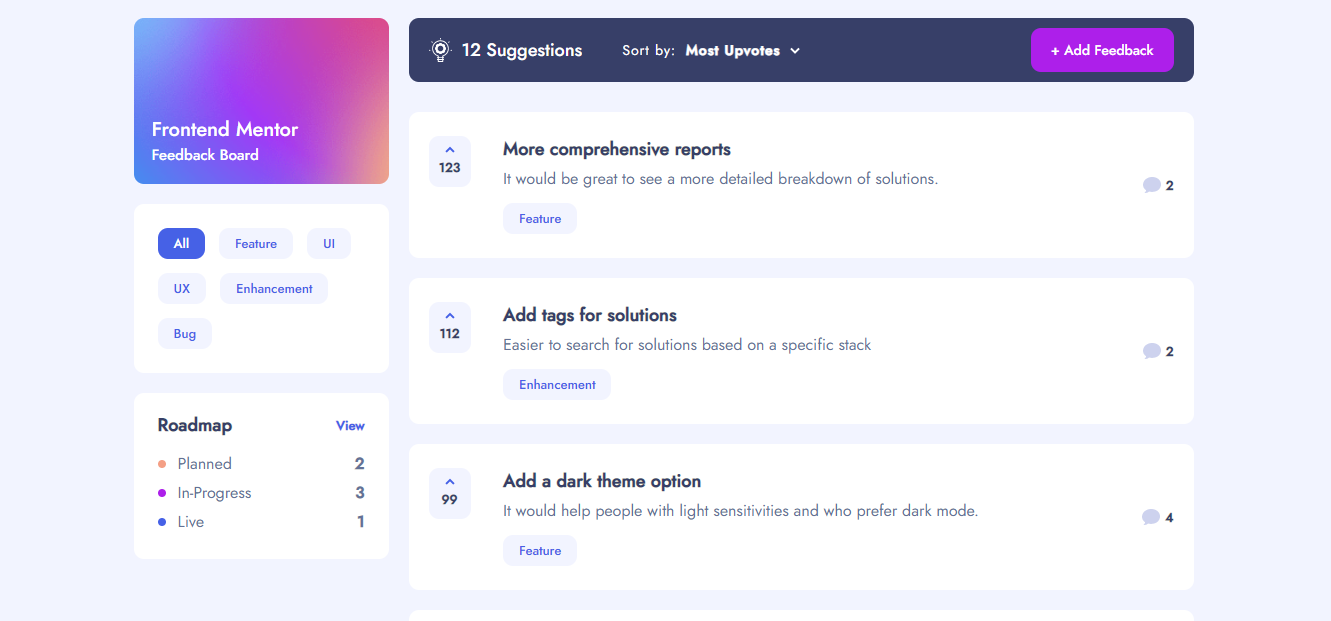 Frontend Mentor
Feedback Board
All Feature UI
UX Enhancement
Bug
Roadmap View
Planned 2
In-Progress 3
Live 1
12 Suggestions Sort by: Most Upvotes + Add Feedback
123
More comprehensive reports
It would be great to see a more detailed breakdown of solutions.
Feature
2
112
Add tags for solutions
Easier to search for solutions based on a specific stack
Enhancement
2
99
Add a dark theme option
It would help people with light sensitivities and who prefer dark mode.
Feature
4